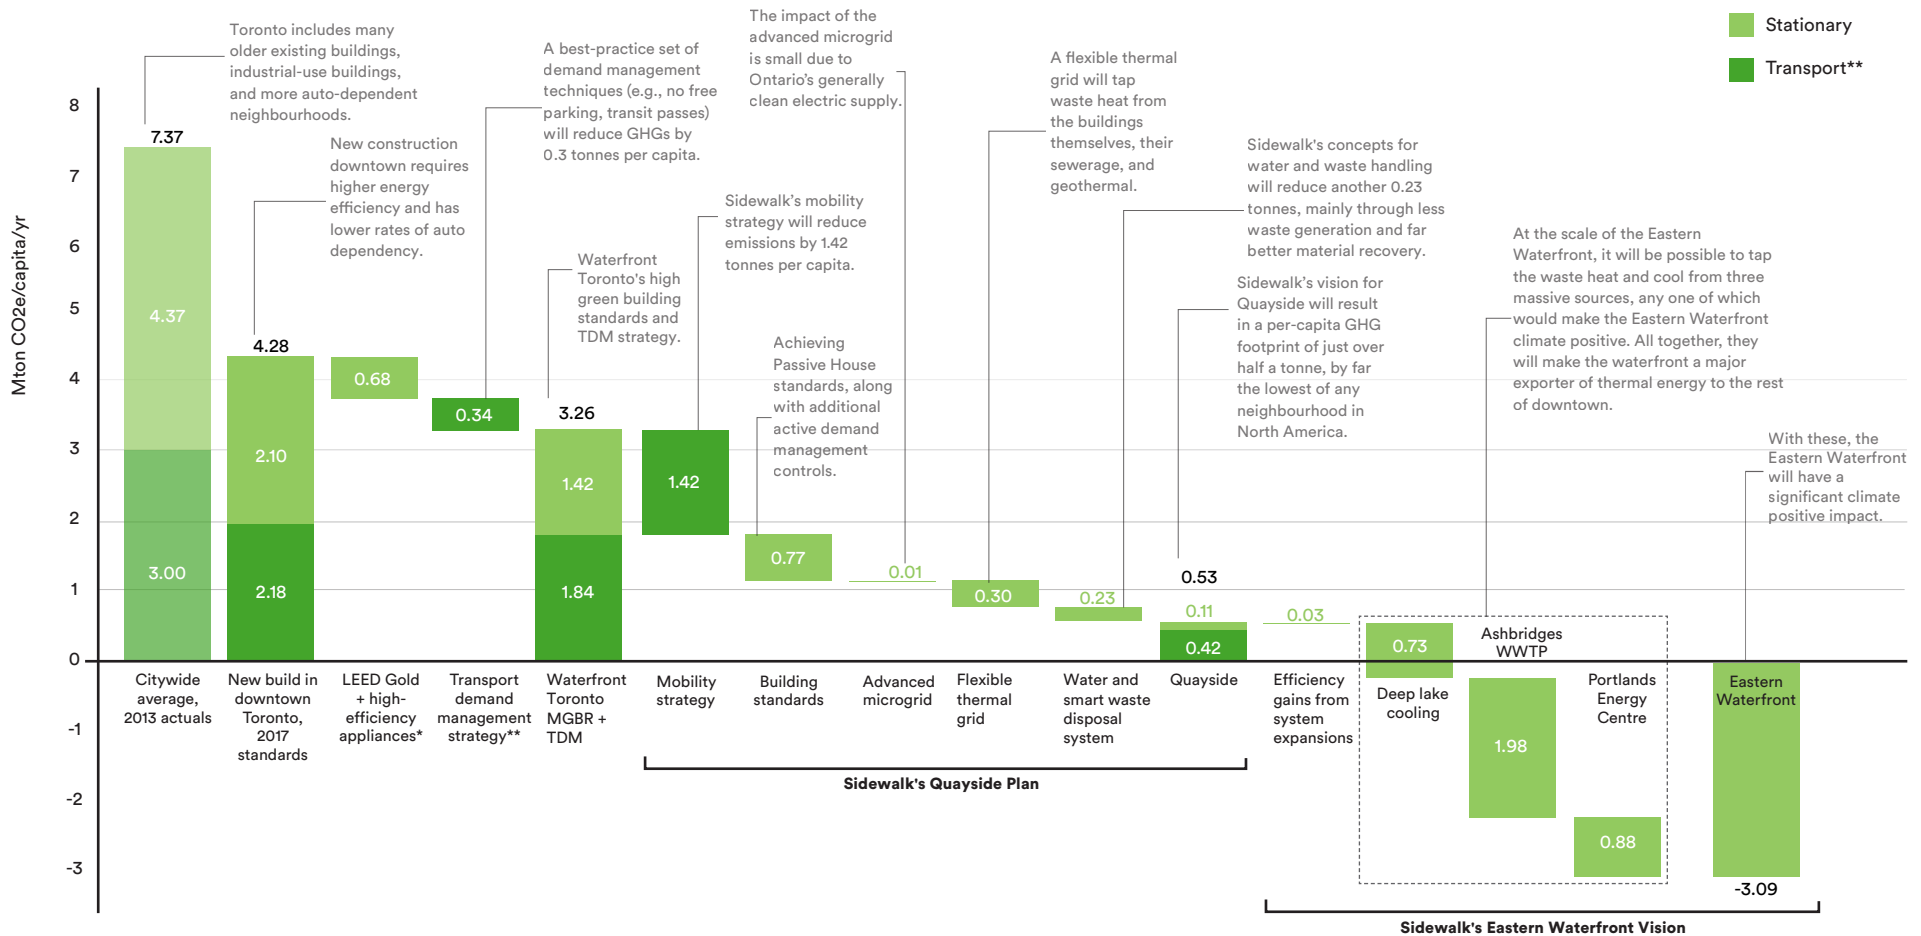 Stationary
Transport**
Toronto includes many
older existing buildings,
industrial-use buildings,
and more auto-dependent
neighbourhoods.
New construction
downtown requires
higher energy
efficiency and has
lower rates of auto
dependency.
A best-practice set of
demand management
techniques (e.g., no free
parking, transit passes)
will reduce GHGs by
0.3 tonnes per capita.
Waterfront
Toronto's high
green building
standards and
TDM strategy.
The impact of the
advanced microgrid
is small due to
Ontario's generally
clean electric supply.
Sidewalk's mobility
strategy will reduce
emissions by 1.42
tonnes per capita.
Achieving
Passive House
standards, along
with additional
active demand
management
controls.
A flexible thermal
grid will tap
waste heat from
the buildings
themselves, their
sewerage, and
geothermal.
Sidewalk's concepts for
water and waste handling
will reduce another 0.23
tonnes, mainly through less
waste generation and far
better material recovery.
Sidewalk's vision for
Quayside will result
in a per-capita GHG
footprint of just over
half a tonne, by far
the lowest of any
neighbourhood in
North America.
At the scale of the Eastern
Waterfront, it will be possible to tap
the waste heat and cool from three
massive sources, any one of which
would make the Eastern Waterfront
climate positive. All together, they
will make the waterfront a major
exporter of thermal energy to the rest
of downtown.
With these, the
Eastern Waterfront
will have a
significant climate
positive impact.
Mton CO2e/capita/yr
8
7
6
5
4
3
2
1
0
-1
-2
-3
7.37
4.37
3.00
4.28
2.10
2.18
0.68
0.34
3.26
1.42
1.84
1.42
0.77
0.01
0.30
0.23
0.53
0.11
0.42
0.03
0.73
1.98
0.88
-3.09
Citywide
average,
2013 actuals
New build in
downtown
Toronto,
2017
standards
LEED Gold
+ high-
efficiency
appliances*
Transport
demand
management
strategy**
Waterfront
Toronto
MGBR +
TDM
Mobility
strategy
Building
standards
Advanced
microgrid
Flexible
thermal
grid
Water and
smart waste
disposal
system
Quayside
Efficiency
gains from
system
expansions
Deep lake
cooling
Ashbridges
WWTP
Portlands
Energy
Centre
Eastern
Waterfront
Sidewalk's Quayside Plan
Sidewalk's Eastern Waterfront Vision